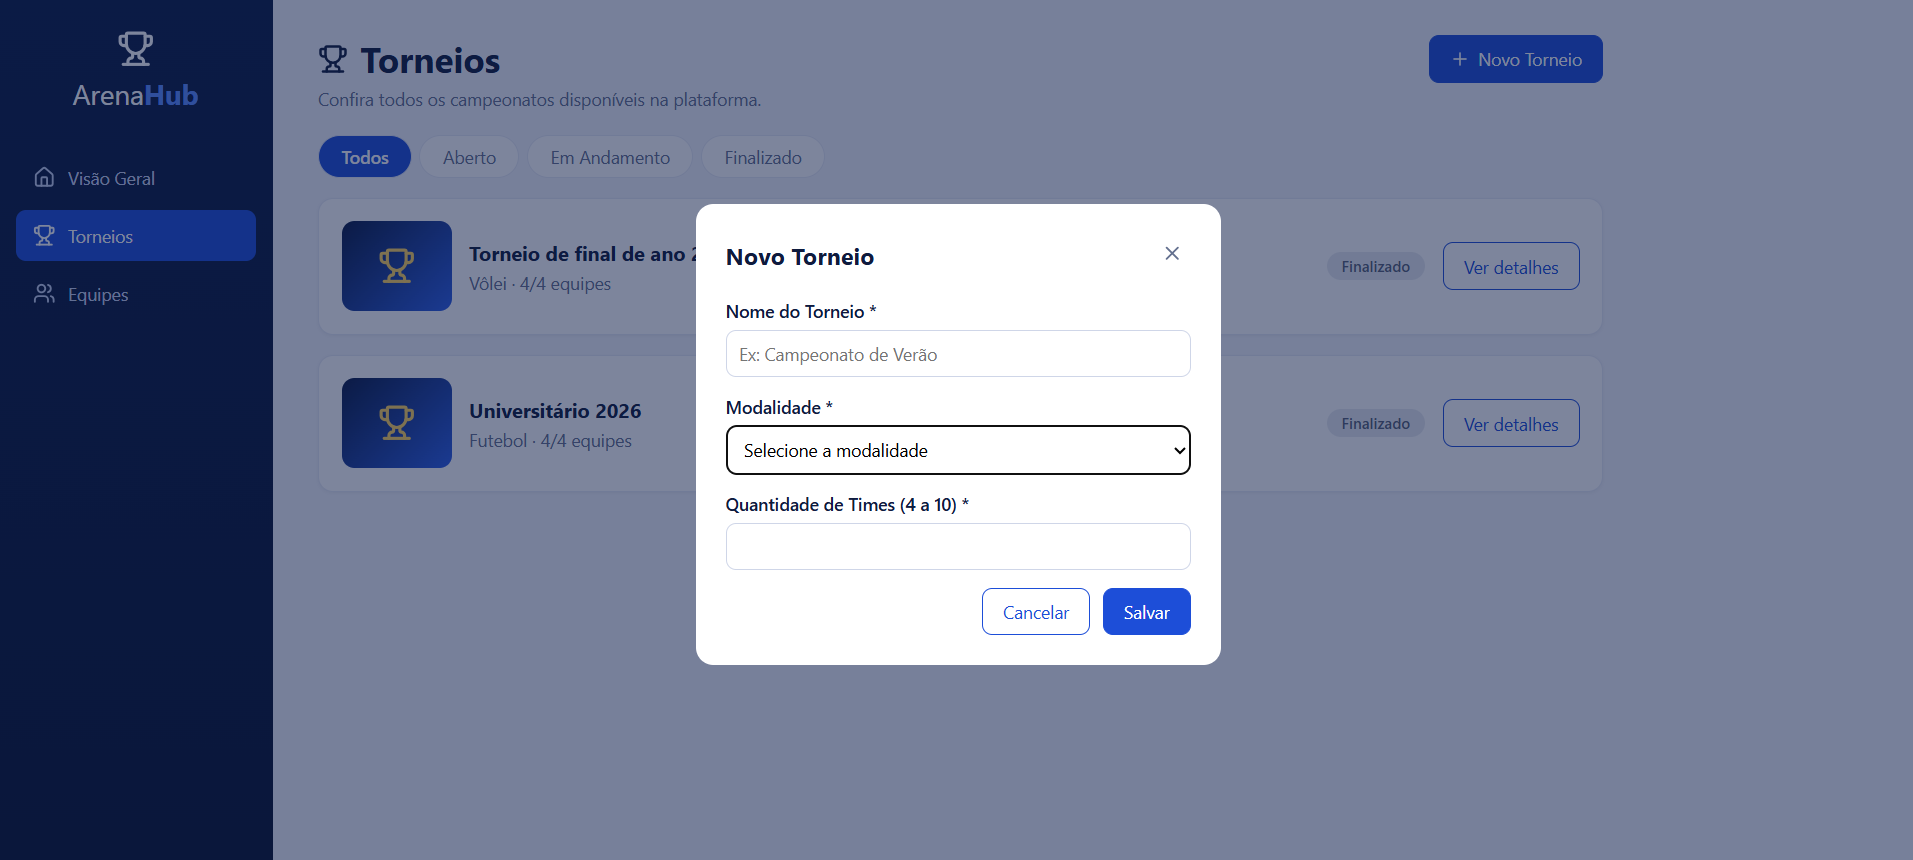 ArenaHub
Visão Geral
Torneios
Equipes
Torneios
Confira todos os campeonatos disponíveis na plataforma.
+ Novo Torneio
Todos
Aberto
Em Andamento
Finalizado
Torneio de final de ano
Vôlei · 4/4 equipes
Finalizado
Ver detalhes
Universitário 2026
Futebol · 4/4 equipes
Finalizado
Ver detalhes
Novo Torneio
Nome do Torneio *
Ex: Campeonato de Verão
Modalidade *
Selecione a modalidade
Quantidade de Times (4 a 10) *
Cancelar
Salvar